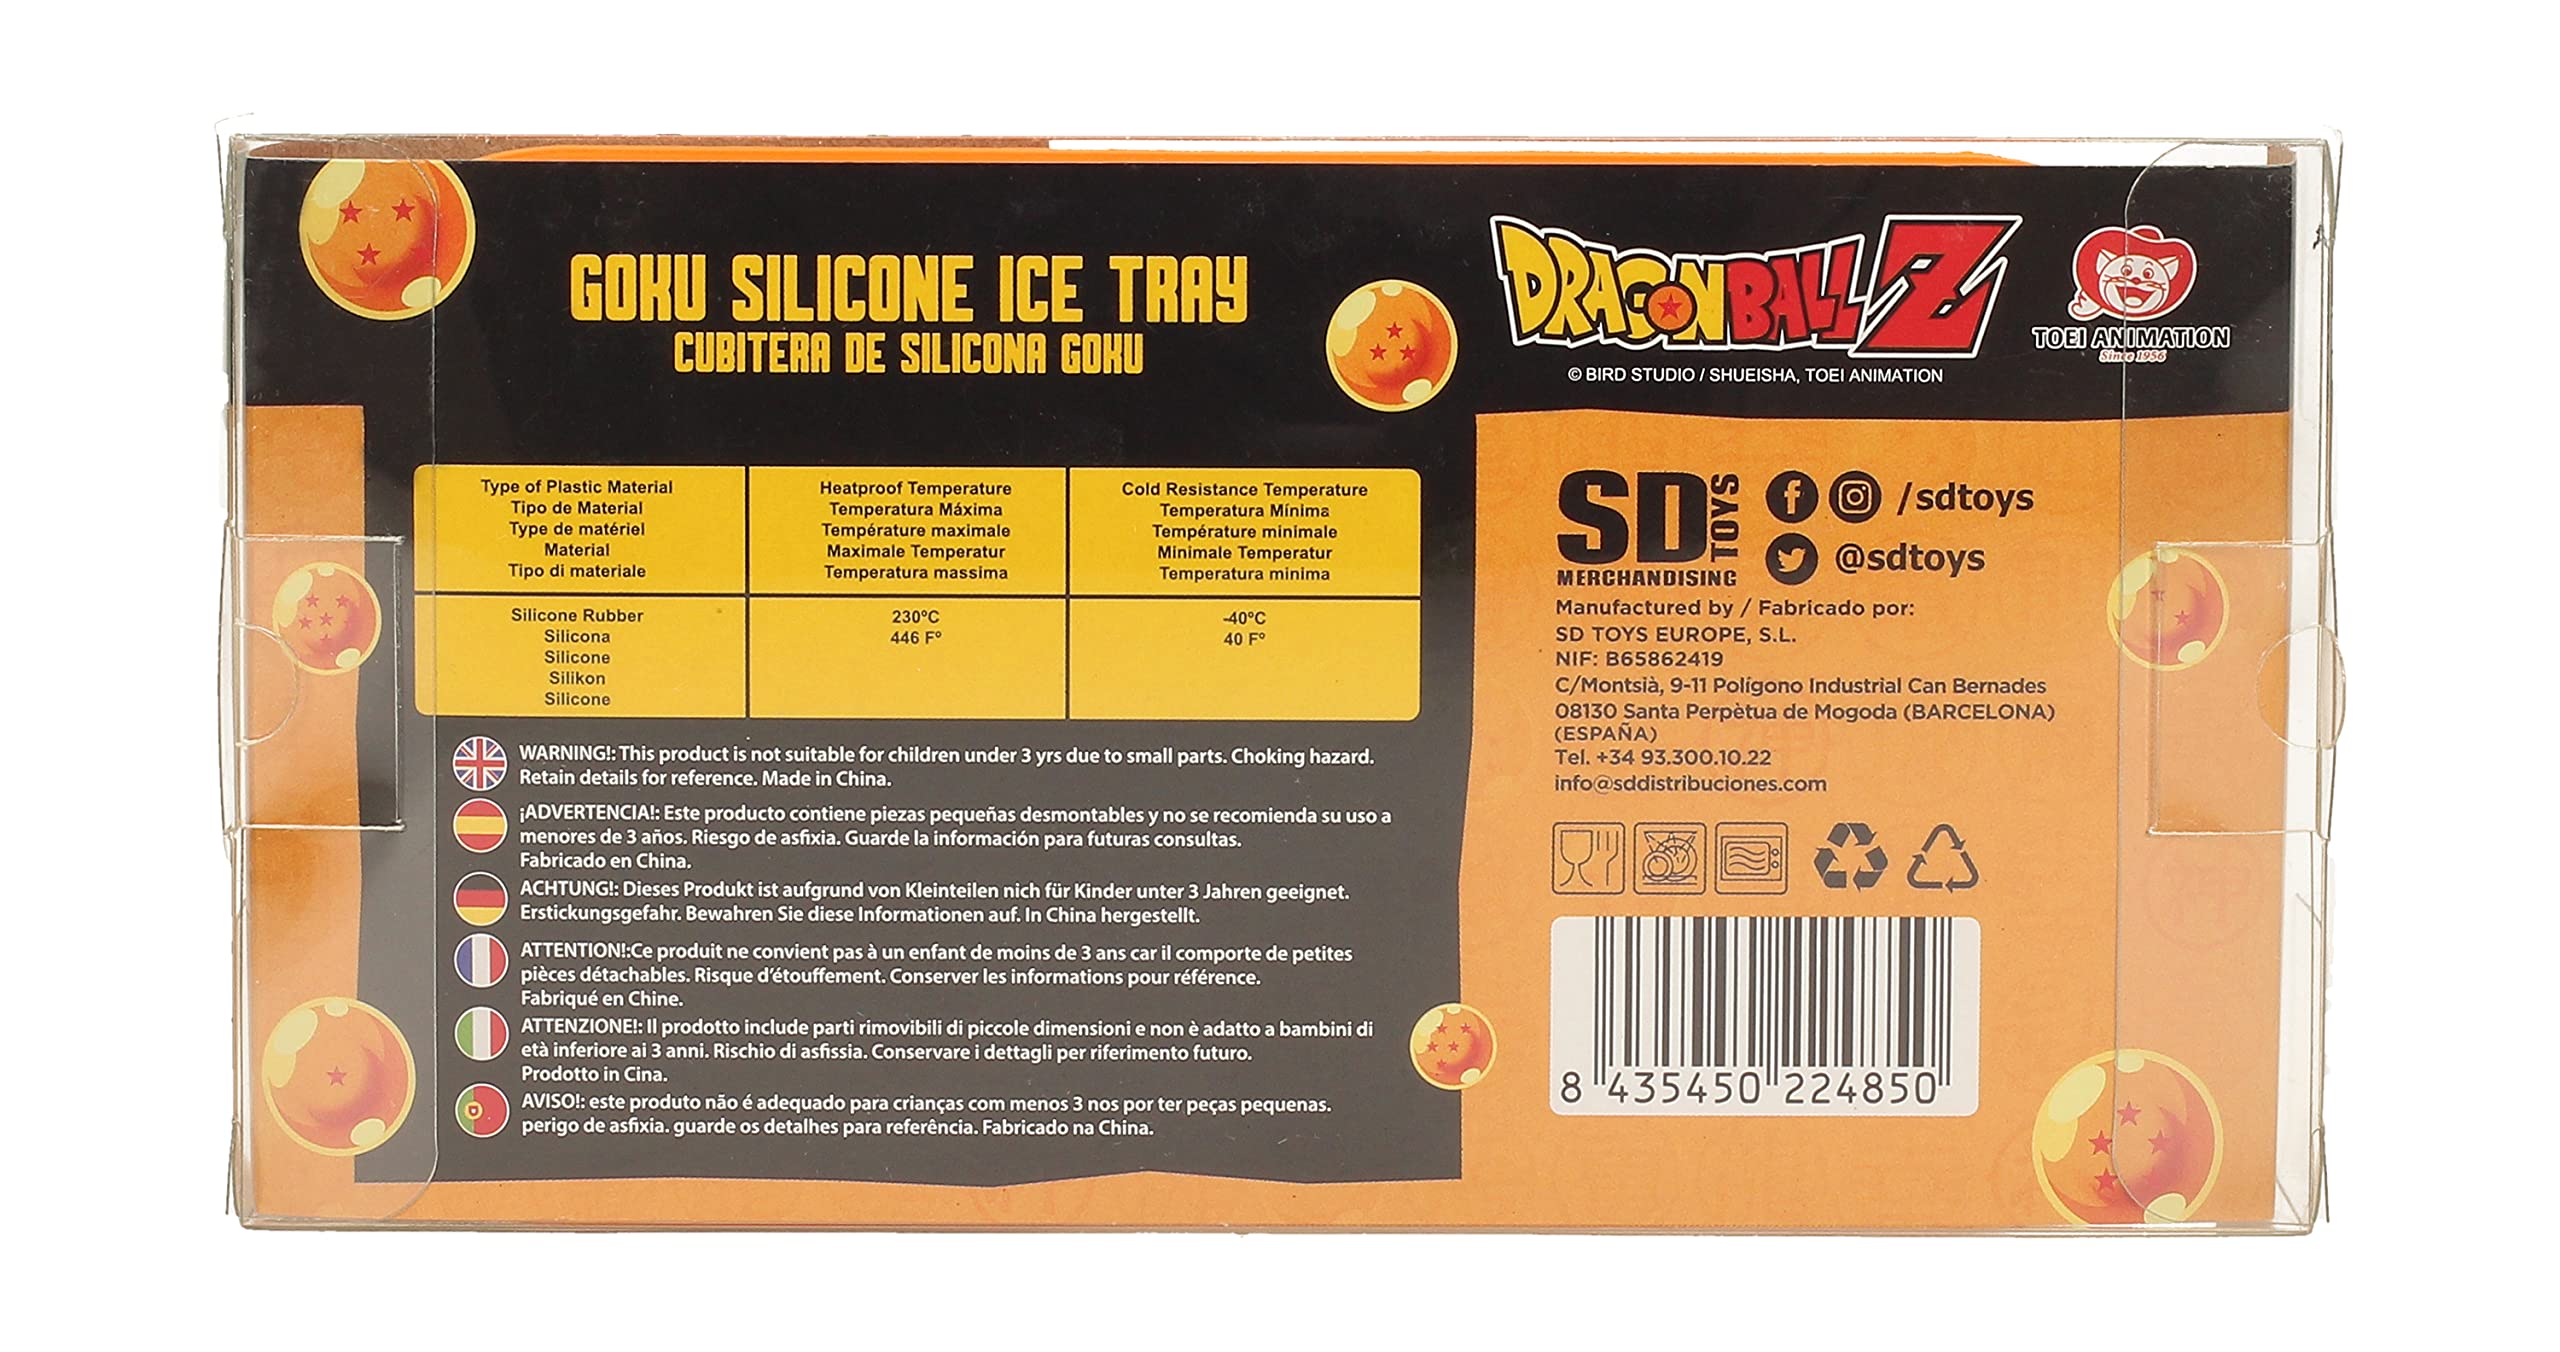 GOKU SILICONE ICE TRAY
CUBITERA DE SILICONA GOKU
DRAGON BALL Z
© BIRD STUDIO / SHUEISHA, TOEI ANIMATION
TOEI ANIMATION
Since 1956
Type of Plastic Material
Tipo de Material
Type de matériel
Material
Tipo di materiale
Heatproof Temperature
Temperatura Máxima
Température maximale
Maximale Temperatur
Temperatura massima
Cold Resistance Temperature
Temperatura Mínima
Température minimale
Minimale Temperatur
Temperatura minima
Silicone Rubber
Silicona
Silicone
Silikon
Silicone
230ºC
446 Fº
-40ºC
40 Fº
WARNING!: This product is not suitable for children under 3 yrs due to small parts. Choking hazard.
Retain details for reference. Made in China.
¡ADVERTENCIA!: Este producto contiene piezas pequeñas desmontables y no se recomienda su uso a
menores de 3 años. Riesgo de asfixia. Guarde la información para futuras consultas.
Fabricado en China.
ACHTUNG!: Dieses Produkt ist aufgrund von Kleinteilen nich für Kinder unter 3 Jahren geeignet.
Erstickungsgefahr. Bewahren Sie diese Informationen auf. In China hergestellt.
ATTENTION!:Ce produit ne convient pas à un enfant de moins de 3 ans car il comporte de petites
pièces détachables. Risque d'étouffement. Conserver les informations pour référence.
Fabriqué en Chine.
ATTENZIONE!: Il prodotto include parti rimovibili di piccole dimensioni e non è adatto a bambini di
età inferiore ai 3 anni. Rischio di asfissia. Conservare i dettagli per riferimento futuro.
Prodotto in Cina.
AVISO!: este produto não é adequado para crianças com menos 3 nos por ter peças pequenas.
perigo de asfixia. guarde os detalhes para referência. Fabricado na China.
SD TOYS
MERCHANDISING
/sdtoys
@sdtoys
Manufactured by / Fabricado por:
SD TOYS EUROPE, S.L.
NIF: B65862419
C/Montsià, 9-11 Polígono Industrial Can Bernades
08130 Santa Perpètua de Mogoda (BARCELONA)
(ESPAÑA)
Tel. +34 93.300.10.22
info@sddistribuciones.com
8 435450 224850